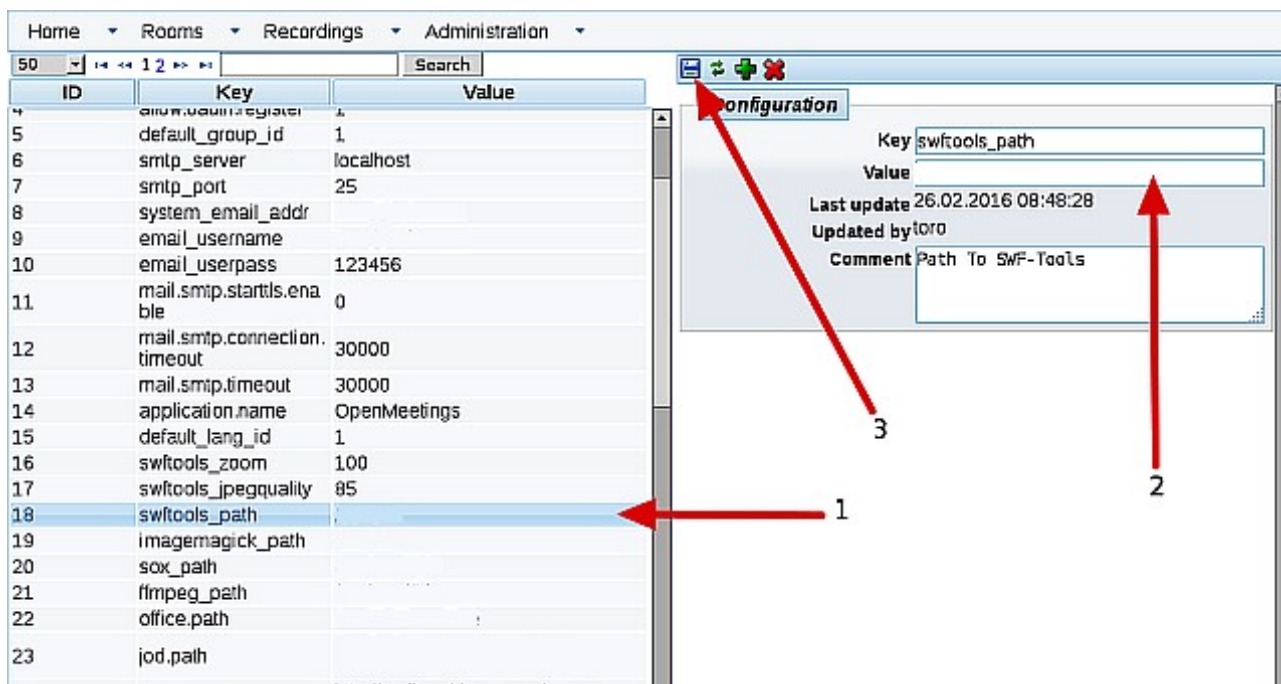 Home Rooms Recordings Administration
50 1 2 Search
ID Key Value
5 default_group_id 1
6 smtp_server localhost
7 smtp_port 25
8 system_email_addr
9 email_username
10 email_userpass 123456
11 mail.smtp.starttls.ena
ble 0
12 mail.smtp.connection.
timeout 30000
13 mail.smtp.timeout 30000
14 application.name OpenMeetings
15 default_lang_id 1
16 swftools_zoom 100
17 swftools_jpegquality 85
18 swftools_path
19 imagemagick_path
20 sox_path
21 ffmpeg_path
22 office.path
23 jod.path
Configuration
Key swftools_path
Value
Last update 26.02.2016 08:48:28
Updated by toro
Comment Path To SWF-Tools
3
2
1